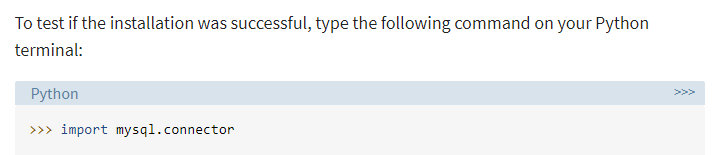 To test if the installation was successful, type the following command on your Python
terminal:
Python >>>
>>> import mysql.connector